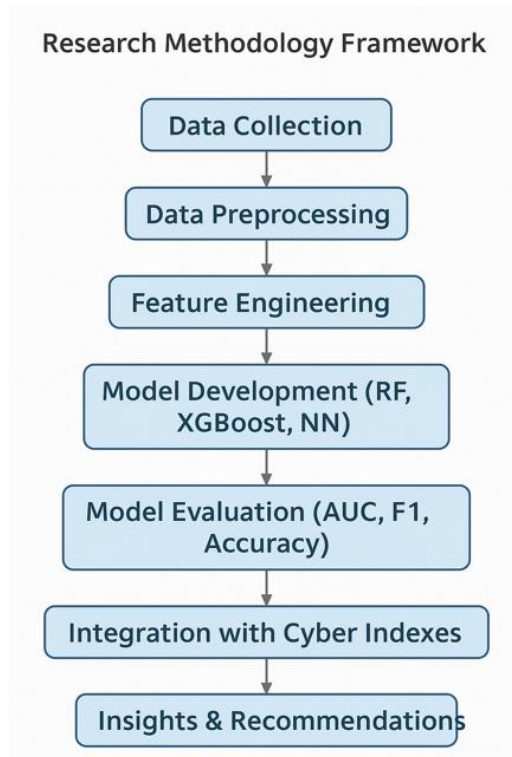 Research Methodology Framework
Data Collection
Data Preprocessing
Feature Engineering
Model Development (RF,
XGBoost, NN)
Model Evaluation (AUC, F1,
Accuracy)
Integration with Cyber Indexes
Insights & Recommendations